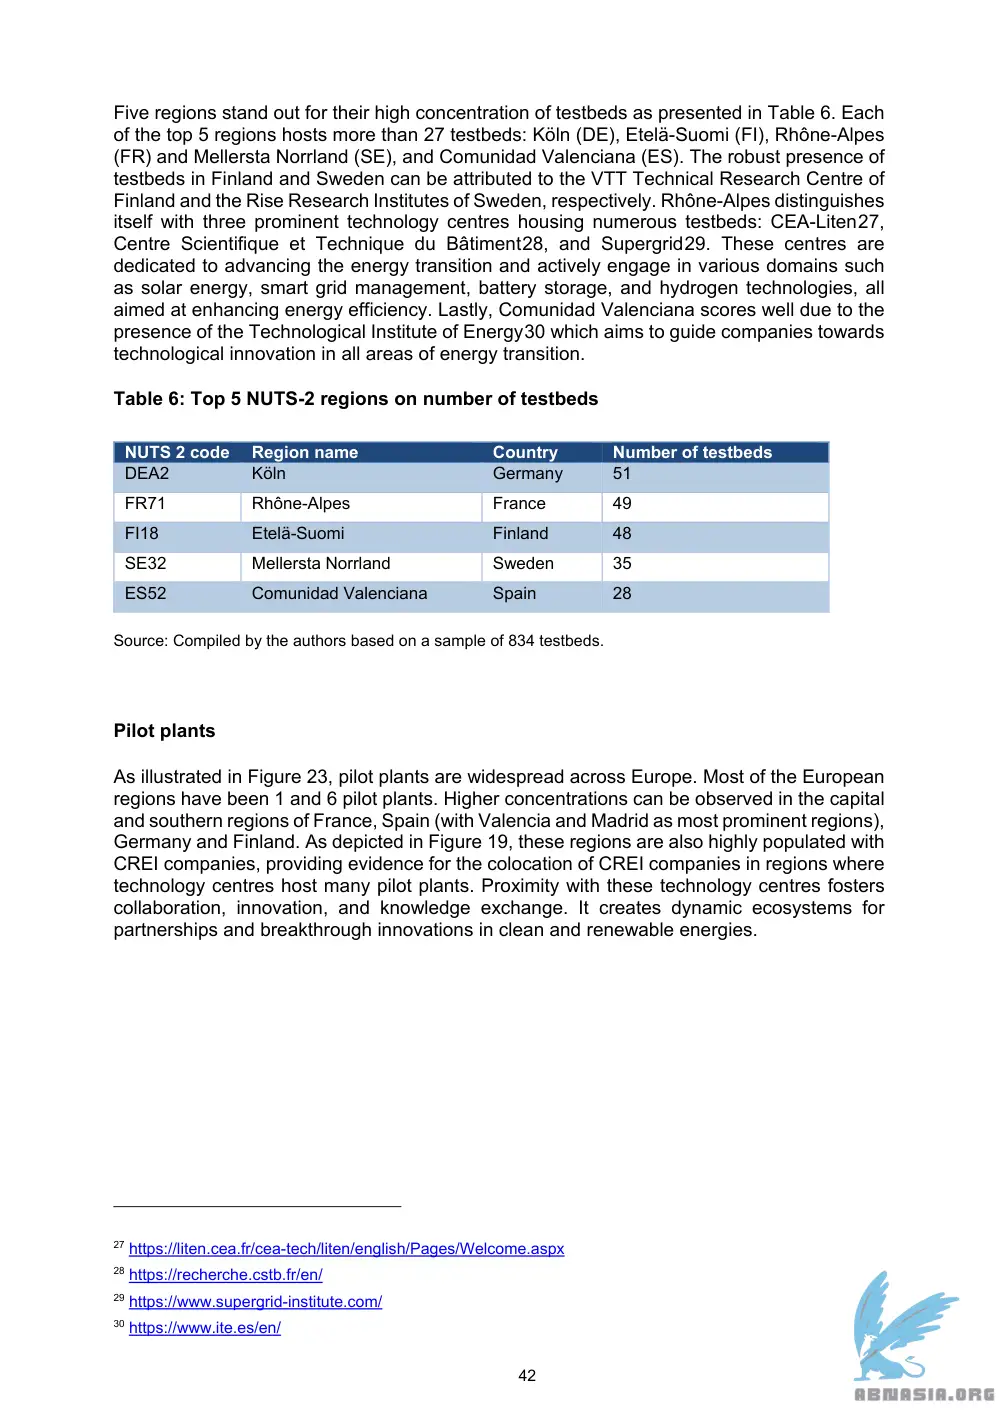 Five regions stand out for their high concentration of testbeds as presented in Table 6. Each
of the top 5 regions hosts more than 27 testbeds: Köln (DE), Etelä-Suomi (FI), Rhône-Alpes
(FR) and Mellersta Norrland (SE), and Comunidad Valenciana (ES). The robust presence of
testbeds in Finland and Sweden can be attributed to the VTT Technical Research Centre of
Finland and the Rise Research Institutes of Sweden, respectively. Rhône-Alpes distinguishes
itself with three prominent technology centres housing numerous testbeds: CEA-Liten27,
Centre Scientifique et Technique du Bâtiment28, and Supergrid29. These centres are
dedicated to advancing the energy transition and actively engage in various domains such
as solar energy, smart grid management, battery storage, and hydrogen technologies, all
aimed at enhancing energy efficiency. Lastly, Comunidad Valenciana scores well due to the
presence of the Technological Institute of Energy30 which aims to guide companies towards
technological innovation in all areas of energy transition.
Table 6: Top 5 NUTS-2 regions on number of testbeds
NUTS 2 code Region name Country Number of testbeds
DEA2 Köln Germany 51
FR71 Rhône-Alpes France 49
FI18 Etelä-Suomi Finland 48
SE32 Mellersta Norrland Sweden 35
ES52 Comunidad Valenciana Spain 28
Source: Compiled by the authors based on a sample of 834 testbeds.
Pilot plants
As illustrated in Figure 23, pilot plants are widespread across Europe. Most of the European
regions have been 1 and 6 pilot plants. Higher concentrations can be observed in the capital
and southern regions of France, Spain (with Valencia and Madrid as most prominent regions),
Germany and Finland. As depicted in Figure 19, these regions are also highly populated with
CREI companies, providing evidence for the colocation of CREI companies in regions where
technology centres host many pilot plants. Proximity with these technology centres fosters
collaboration, innovation, and knowledge exchange. It creates dynamic ecosystems for
partnerships and breakthrough innovations in clean and renewable energies.
27 https://liten.cea.fr/cea-tech/liten/english/Pages/Welcome.aspx
28 https://recherche.cstb.fr/en/
29 https://www.supergrid-institute.com/
30 https://www.ite.es/en/
42
ABNASIA.ORG